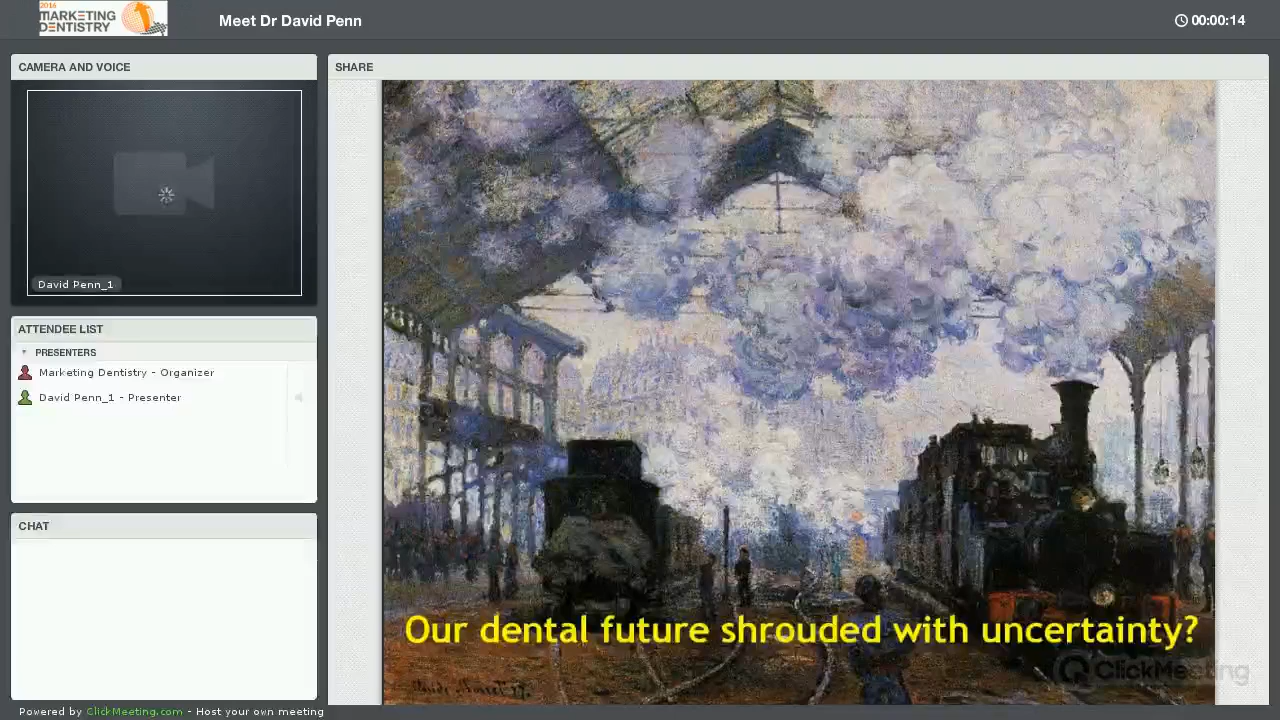 2016
MARKETING
DENTISTRY
Meet Dr David Penn
00:00:14
CAMERA AND VOICE
David Penn_1
ATTENDEE LIST
PRESENTERS
Marketing Dentistry - Organizer
David Penn_1 - Presenter
CHAT
SHARE
Our dental future shrouded with uncertainty?
ClickMeeting
Powered by ClickMeeting.com - Host your own meeting